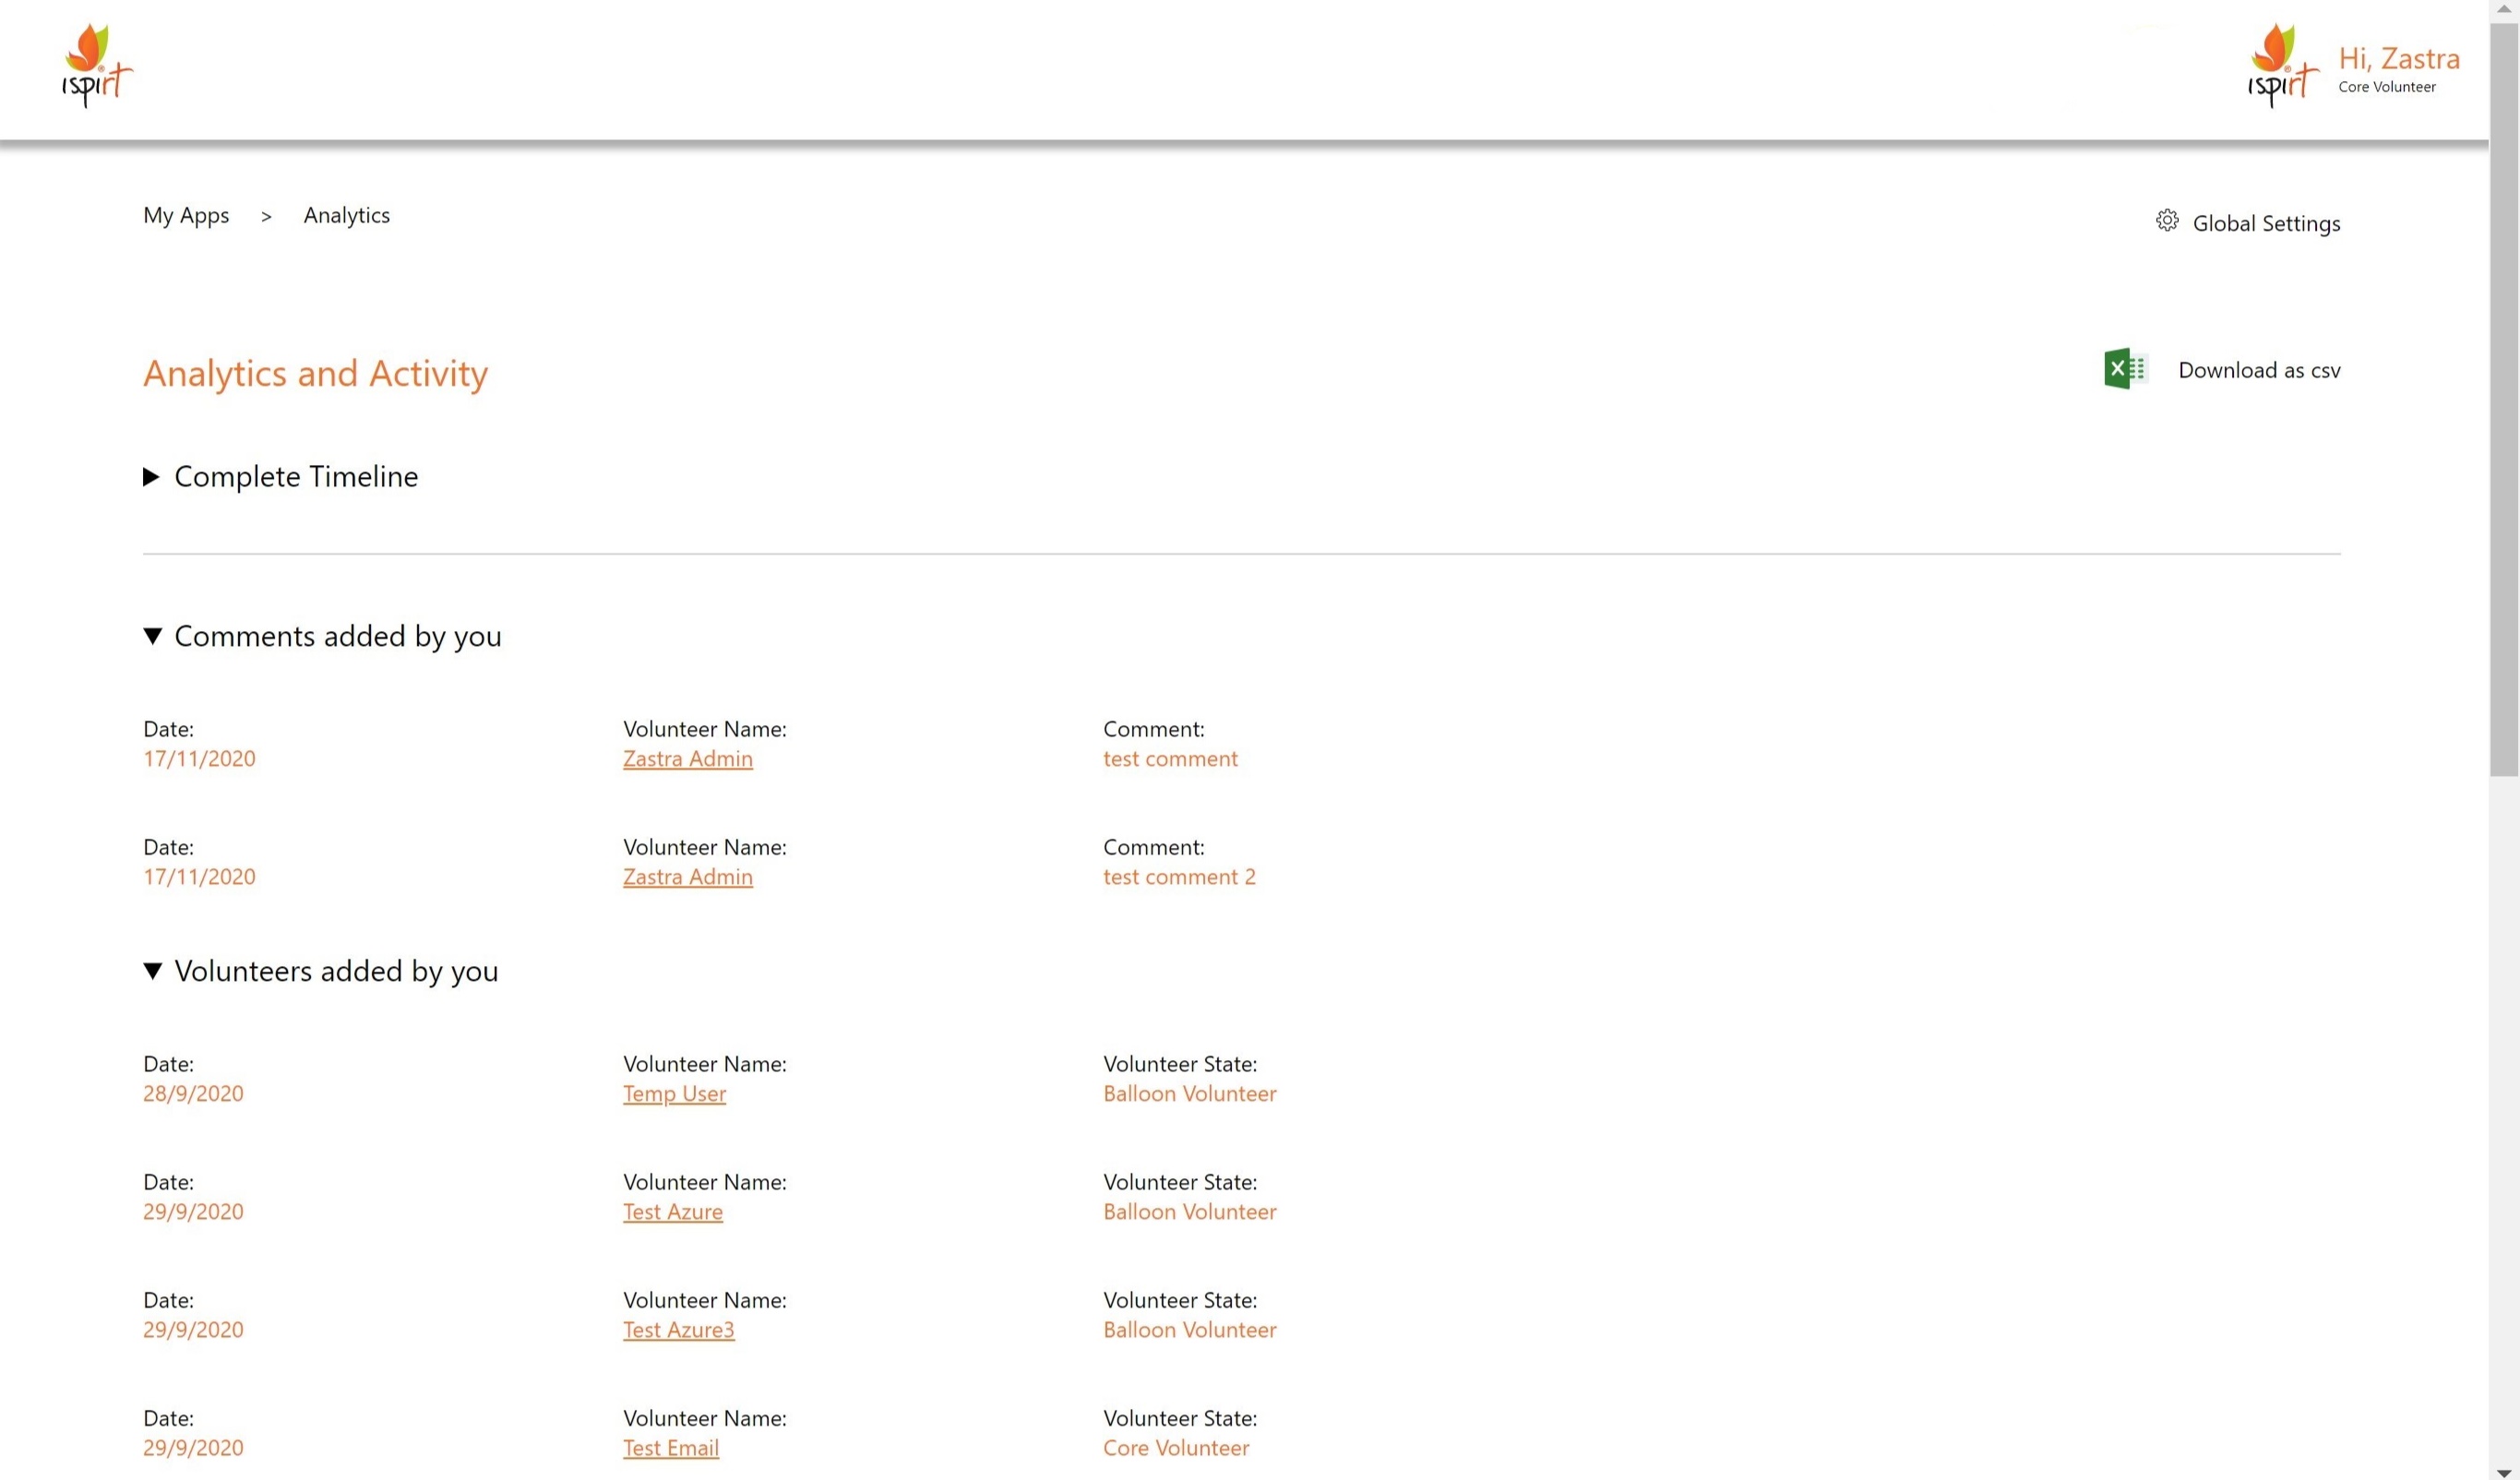 ispirt
ispirt
Hi, Zastra
Core Volunteer
My Apps > Analytics
Global Settings
Analytics and Activity
Download as csv
Complete Timeline
Comments added by you
Date: Volunteer Name: Comment:
17/11/2020 Zastra Admin test comment
Date: Volunteer Name: Comment:
17/11/2020 Zastra Admin test comment 2
Volunteers added by you
Date: Volunteer Name: Volunteer State:
28/9/2020 Temp User Balloon Volunteer
Date: Volunteer Name: Volunteer State:
29/9/2020 Test Azure Balloon Volunteer
Date: Volunteer Name: Volunteer State:
29/9/2020 Test Azure3 Balloon Volunteer
Date: Volunteer Name: Volunteer State:
29/9/2020 Test Email Core Volunteer